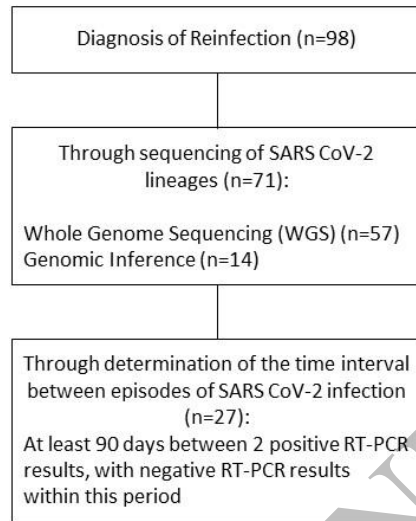 Diagnosis of Reinfection (n=98)
Through sequencing of SARS CoV-2
lineages (n=71):
Whole Genome Sequencing (WGS) (n=57)
Genomic Inference (n=14)
Through determination of the time interval
between episodes of SARS CoV-2 infection
(n=27):
At least 90 days between 2 positive RT-PCR
results, with negative RT-PCR results
within this period